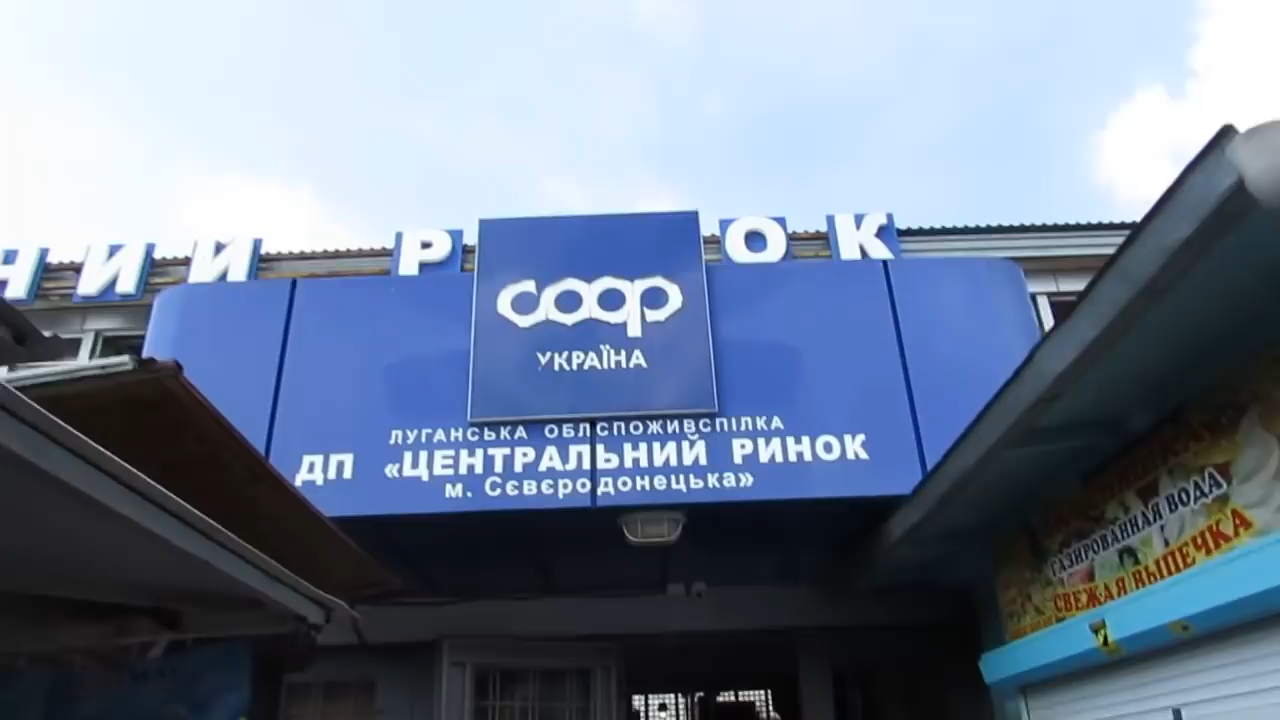 НИЙ Р ОК
COOP
УКРАЇНА
ЛУГАНСЬКА ОБЛСПОЖИВСПІЛКА
ДП «ЦЕНТРАЛЬНИЙ РИНОК
м. Сєвєродонецька»
ГАЗИРОВАННАЯ ВОДА
СВЕЖАЯ ВЫПЕЧКА